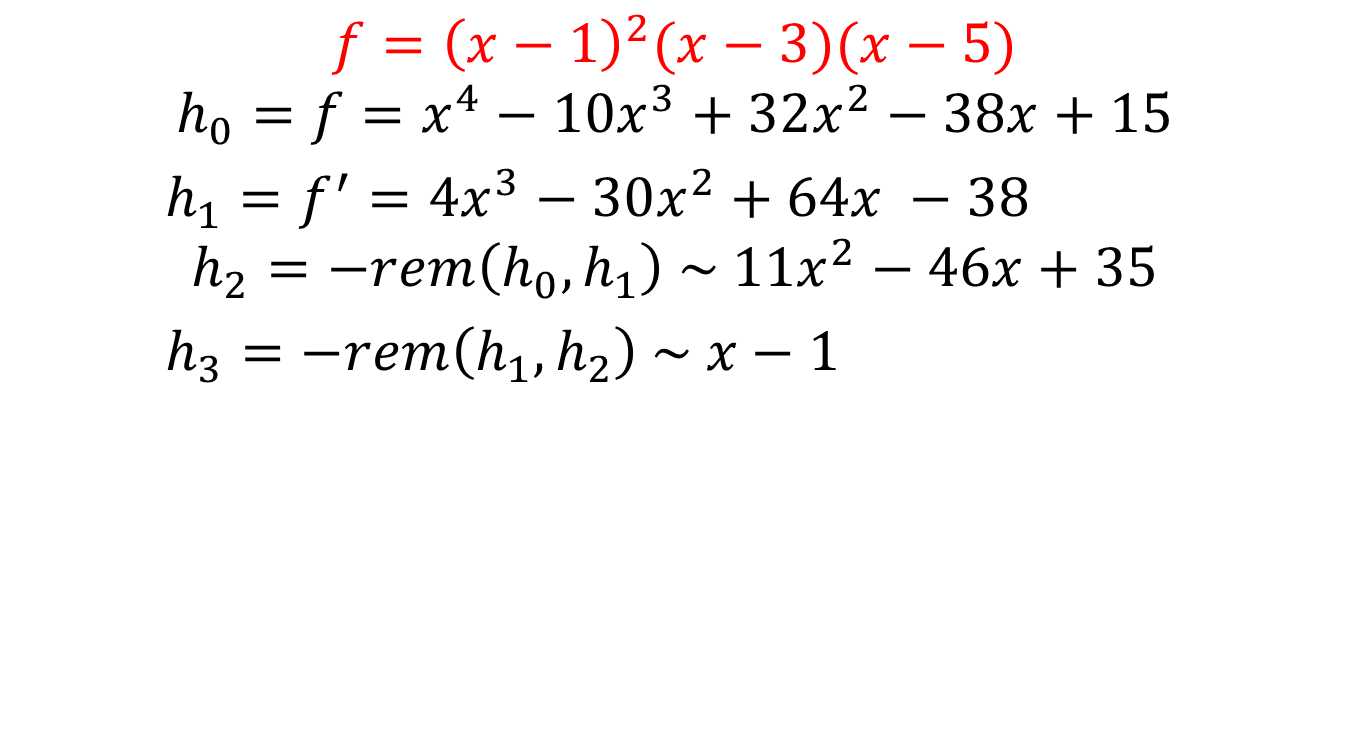 f = (x − 1)²(x − 3)(x − 5)
h₀ = f = x⁴ − 10x³ + 32x² − 38x + 15
h₁ = f′ = 4x³ − 30x² + 64x − 38
h₂ = −rem(h₀, h₁) ~ 11x² − 46x + 35
h₃ = −rem(h₁, h₂) ~ x − 1